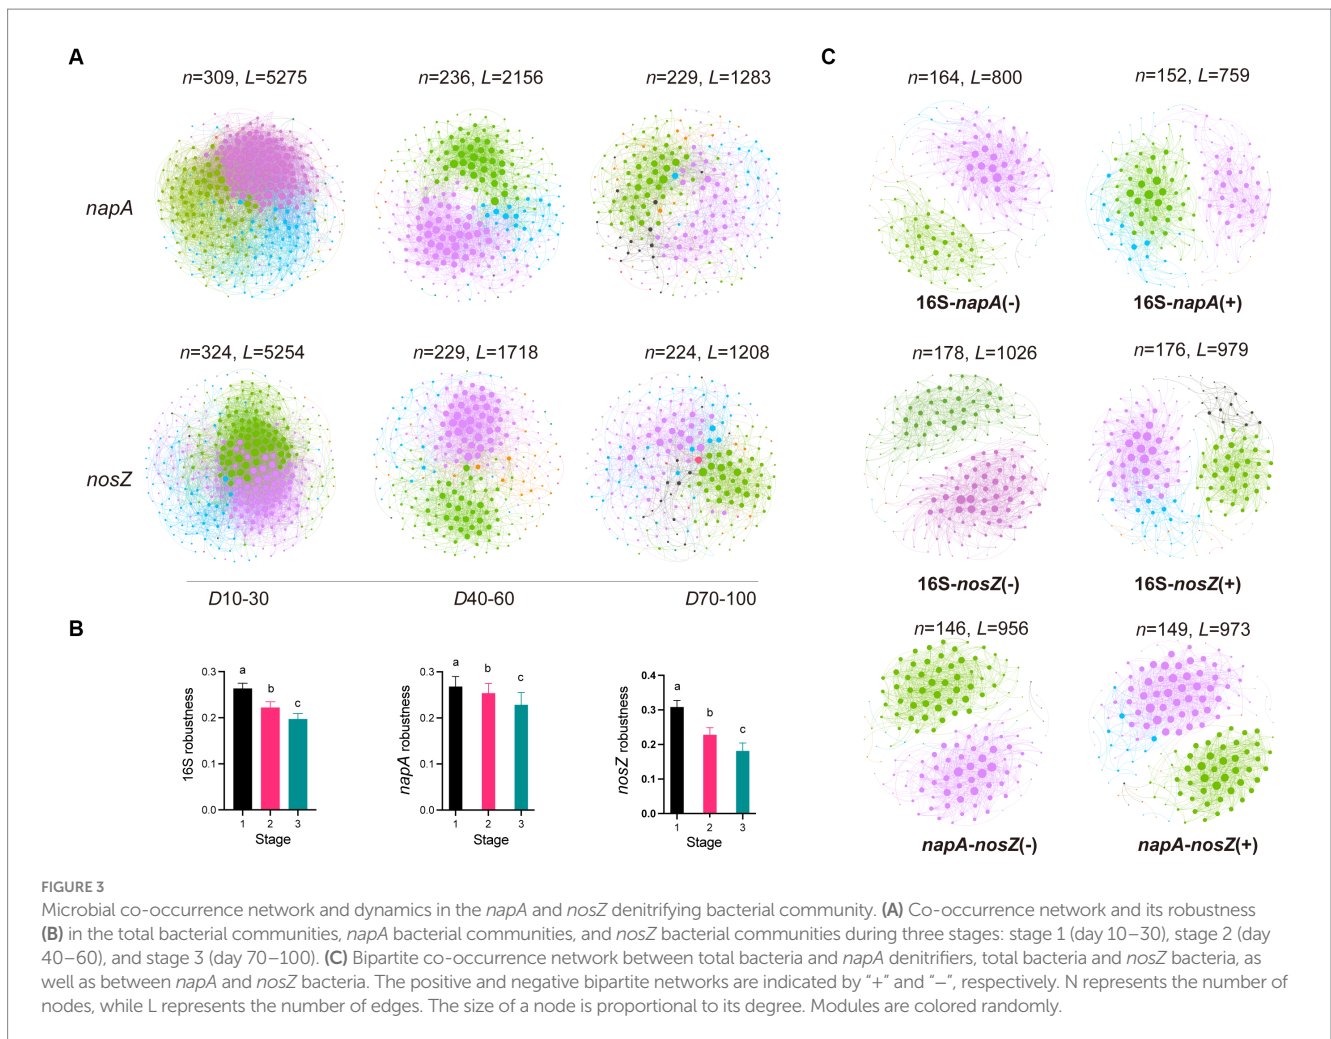 A
C
n=309, L=5275
n=236, L=2156
n=229, L=1283
n=164, L=800
n=152, L=759
napA
16S-napA(-)
16S-napA(+)
n=324, L=5254
n=229, L=1718
n=224, L=1208
n=178, L=1026
n=176, L=979
nosZ
16S-nosZ(-)
16S-nosZ(+)
D10-30
D40-60
D70-100
n=146, L=956
n=149, L=973
napA-nosZ(-)
napA-nosZ(+)
B
16S robustness
0.3
0.2
0.1
0.0
a
b
c
1
2
3
Stage
napA robustness
0.3
0.2
0.1
0.0
a
b
c
1
2
3
Stage
nosZ robustness
0.4
0.3
0.2
0.1
0.0
a
b
c
1
2
3
Stage
FIGURE 3
Microbial co-occurrence network and dynamics in the napA and nosZ denitrifying bacterial community. (A) Co-occurrence network and its robustness
(B) in the total bacterial communities, napA bacterial communities, and nosZ bacterial communities during three stages: stage 1 (day 10–30), stage 2 (day
40–60), and stage 3 (day 70–100). (C) Bipartite co-occurrence network between total bacteria and napA denitrifiers, total bacteria and nosZ bacteria, as
well as between napA and nosZ bacteria. The positive and negative bipartite networks are indicated by “+” and “−”, respectively. N represents the number of
nodes, while L represents the number of edges. The size of a node is proportional to its degree. Modules are colored randomly.